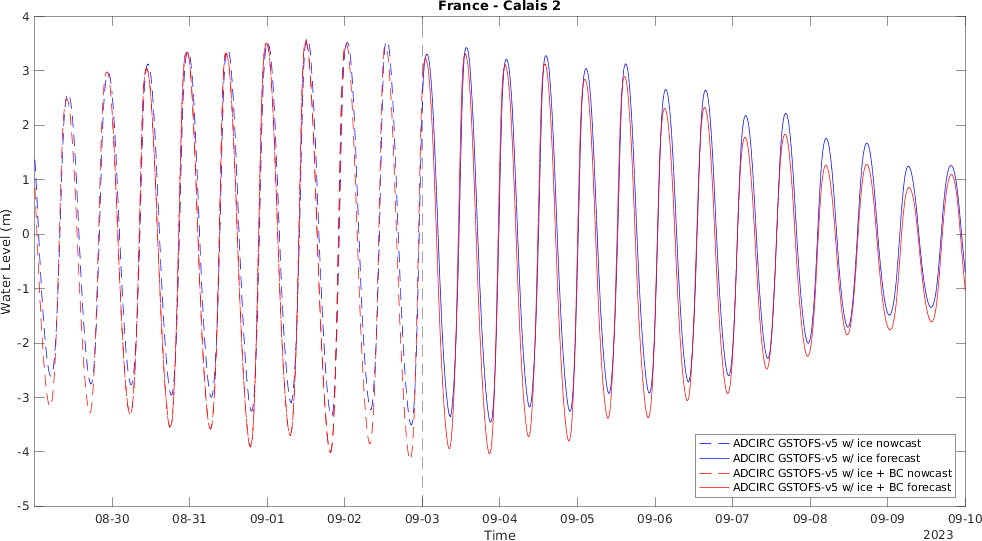 France - Calais 2
4
3
2
1
0
-1
-2
-3
-4
-5
Water Level (m)
ADCIRC GSTOFS-v5 w/ ice nowcast
ADCIRC GSTOFS-v5 w/ ice forecast
ADCIRC GSTOFS-v5 w/ ice + BC nowcast
ADCIRC GSTOFS-v5 w/ ice + BC forecast
08-30 08-31 09-01 09-02 09-03 09-04 09-05 09-06 09-07 09-08 09-09 09-10
Time
2023